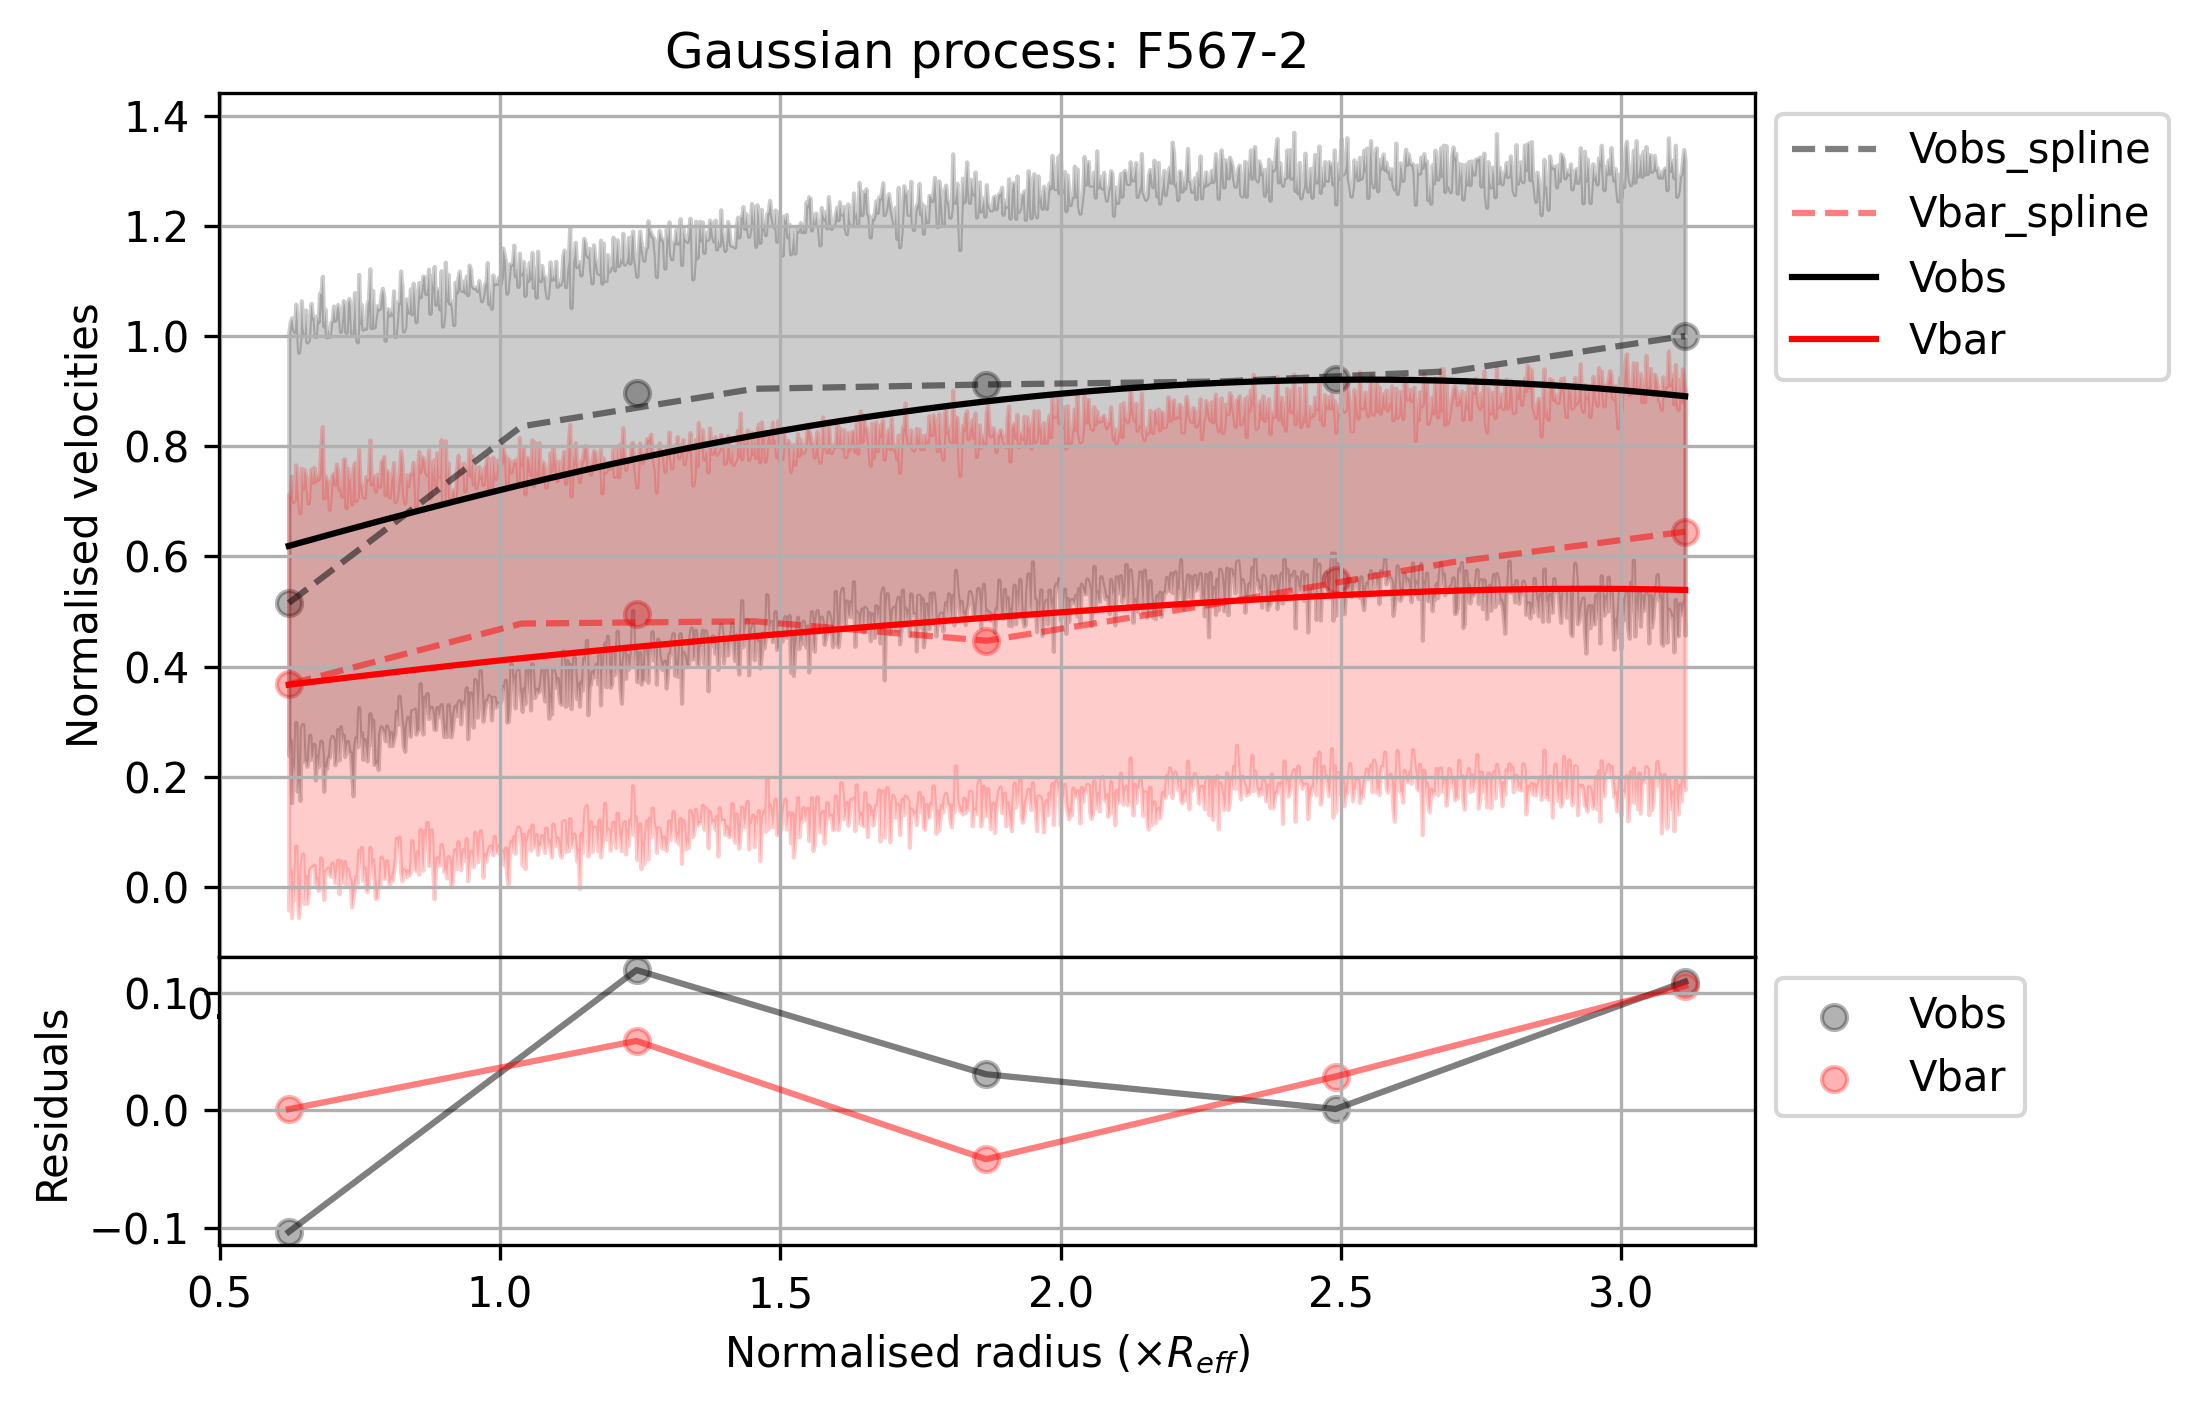 Gaussian process: F567-2
1.4
1.2
1.0
0.8
0.6
0.4
0.2
0.0
Normalised velocities
Vobs_spline
Vbar_spline
Vobs
Vbar
0.1
0.0
−0.1
Residuals
Vobs
Vbar
0.5 1.0 1.5 2.0 2.5 3.0
Normalised radius (×R_eff)